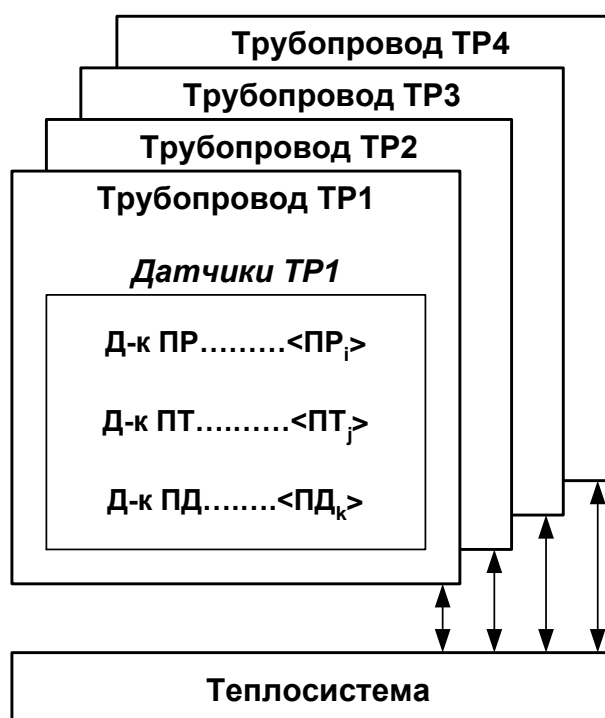 Трубопровод ТР4
Трубопровод ТР3
Трубопровод ТР2
Трубопровод ТР1
Датчики ТР1
Д-к ПР………<ПРi>
Д-к ПТ………<ПТj>
Д-к ПД………<ПДk>
Теплосистема